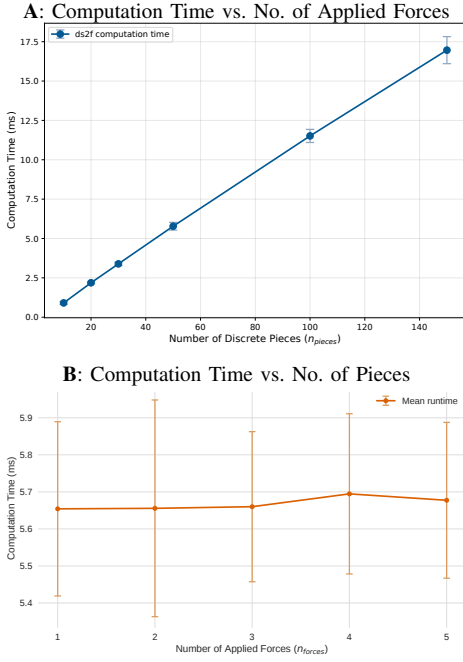 A: Computation Time vs. No. of Applied Forces
ds2f computation time
17.5
15.0
12.5
10.0
7.5
5.0
2.5
0.0
Computation Time (ms)
20 40 60 80 100 120 140
Number of Discrete Pieces (n_pieces)
B: Computation Time vs. No. of Pieces
Mean runtime
5.9
5.8
5.7
5.6
5.5
5.4
Computation Time (ms)
1 2 3 4 5
Number of Applied Forces (n_forces)